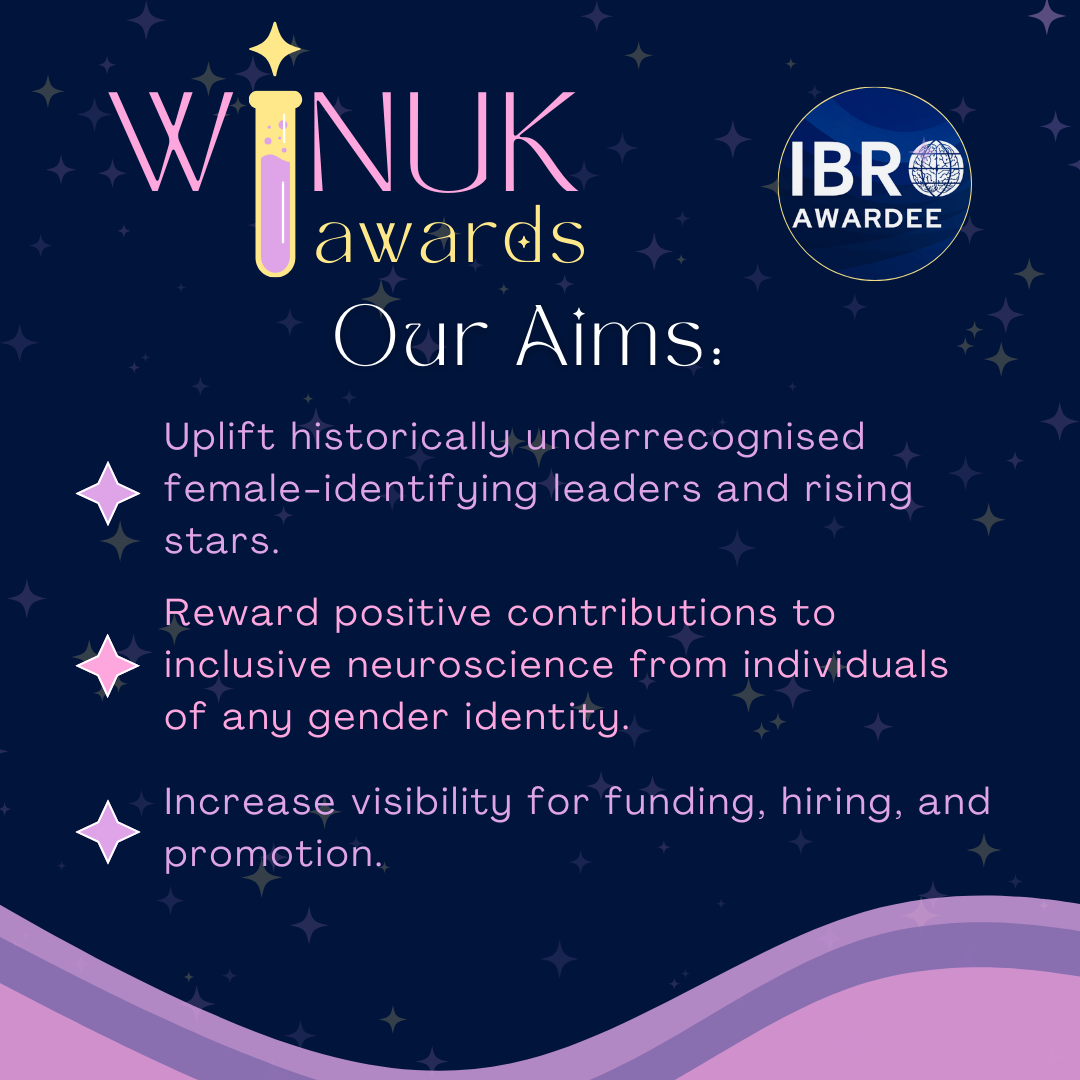 WiNUK
awards
IBRO
AWARDEE
Our Aims:
Uplift historically underrecognised
female-identifying leaders and rising
stars.
Reward positive contributions to
inclusive neuroscience from individuals
of any gender identity.
Increase visibility for funding, hiring, and
promotion.